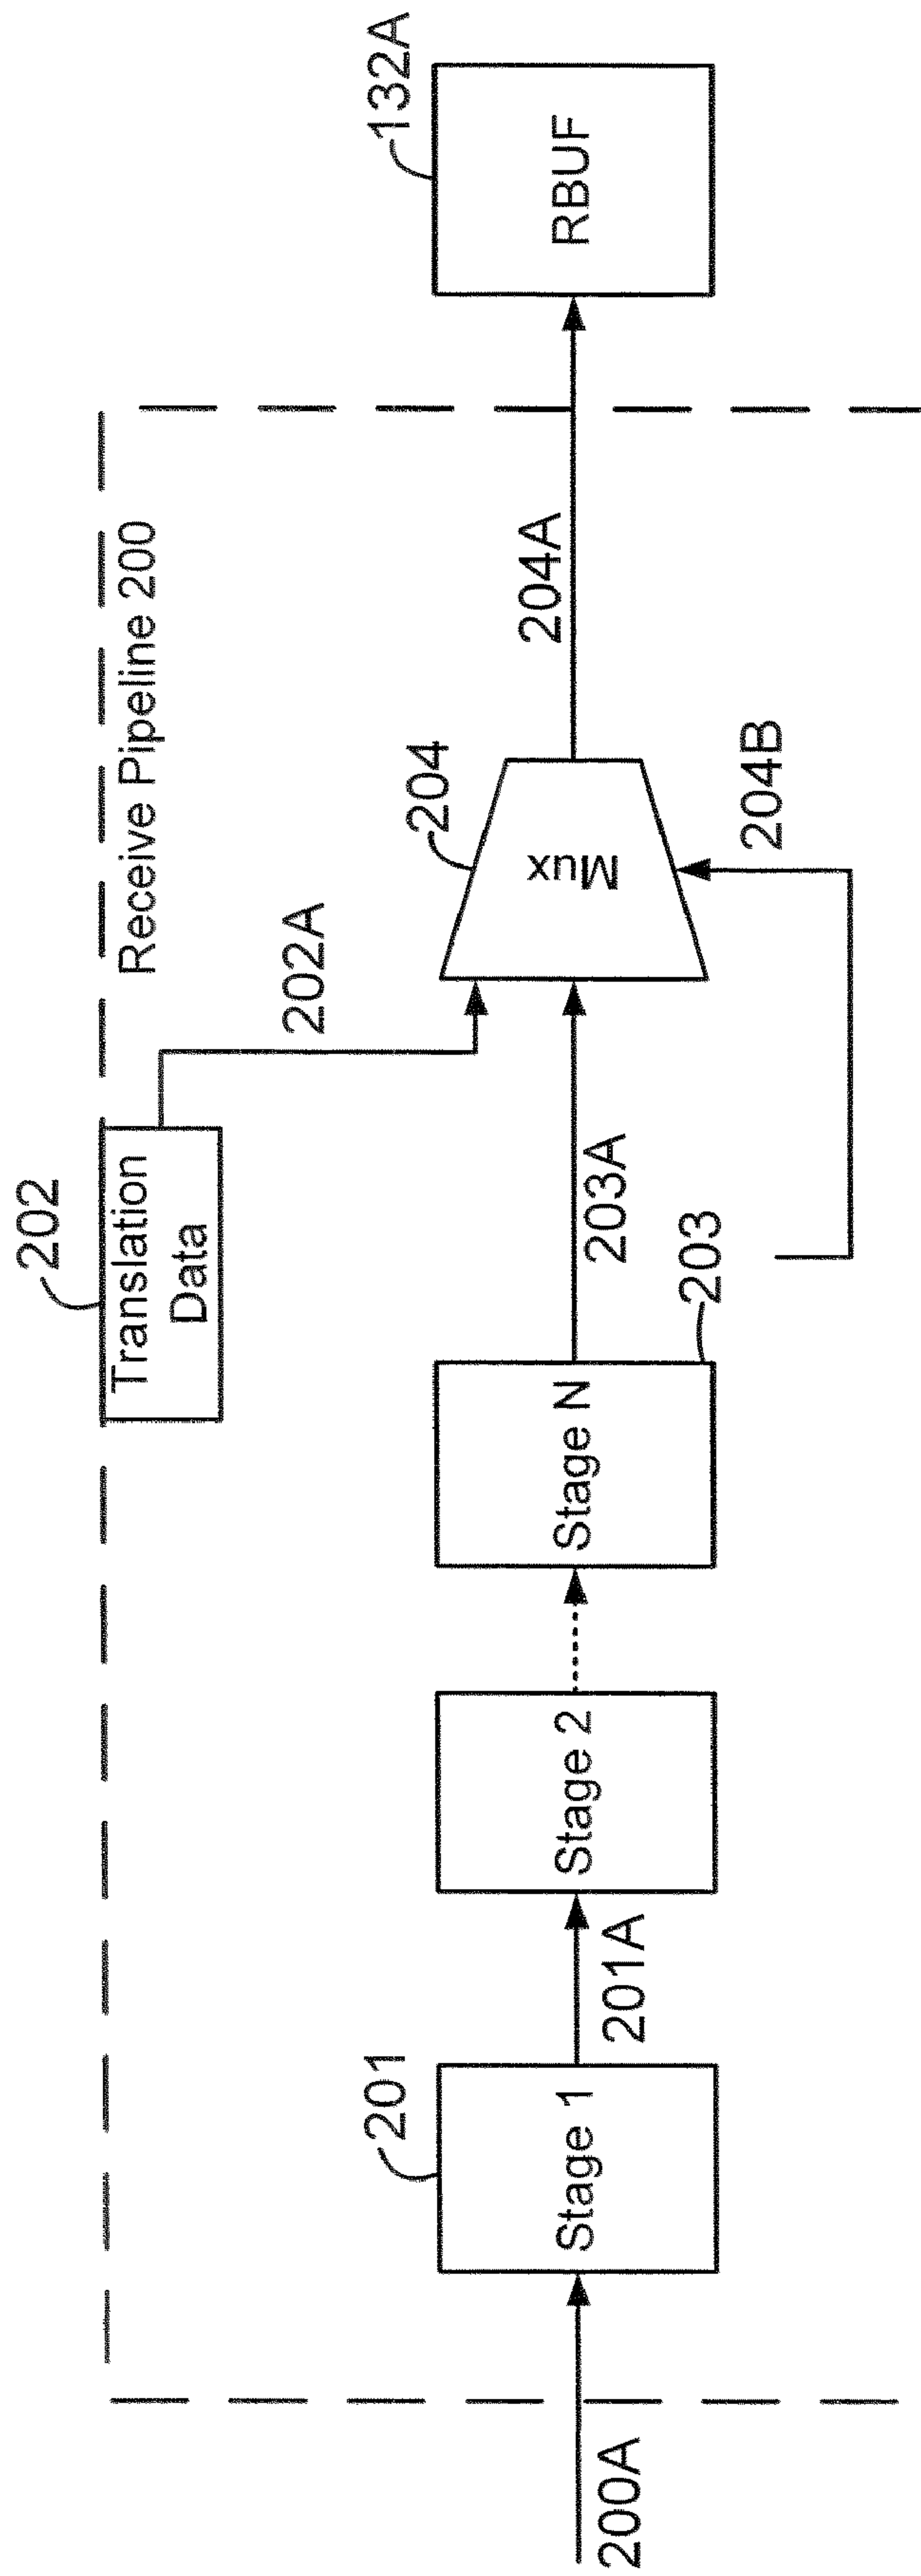 Receive Pipeline 200
202
Translation
Data
202A
204
132A
201
Stage 1
Stage 2
Stage N
Mux
RBUF
200A
201A
203A
203
204A
204B